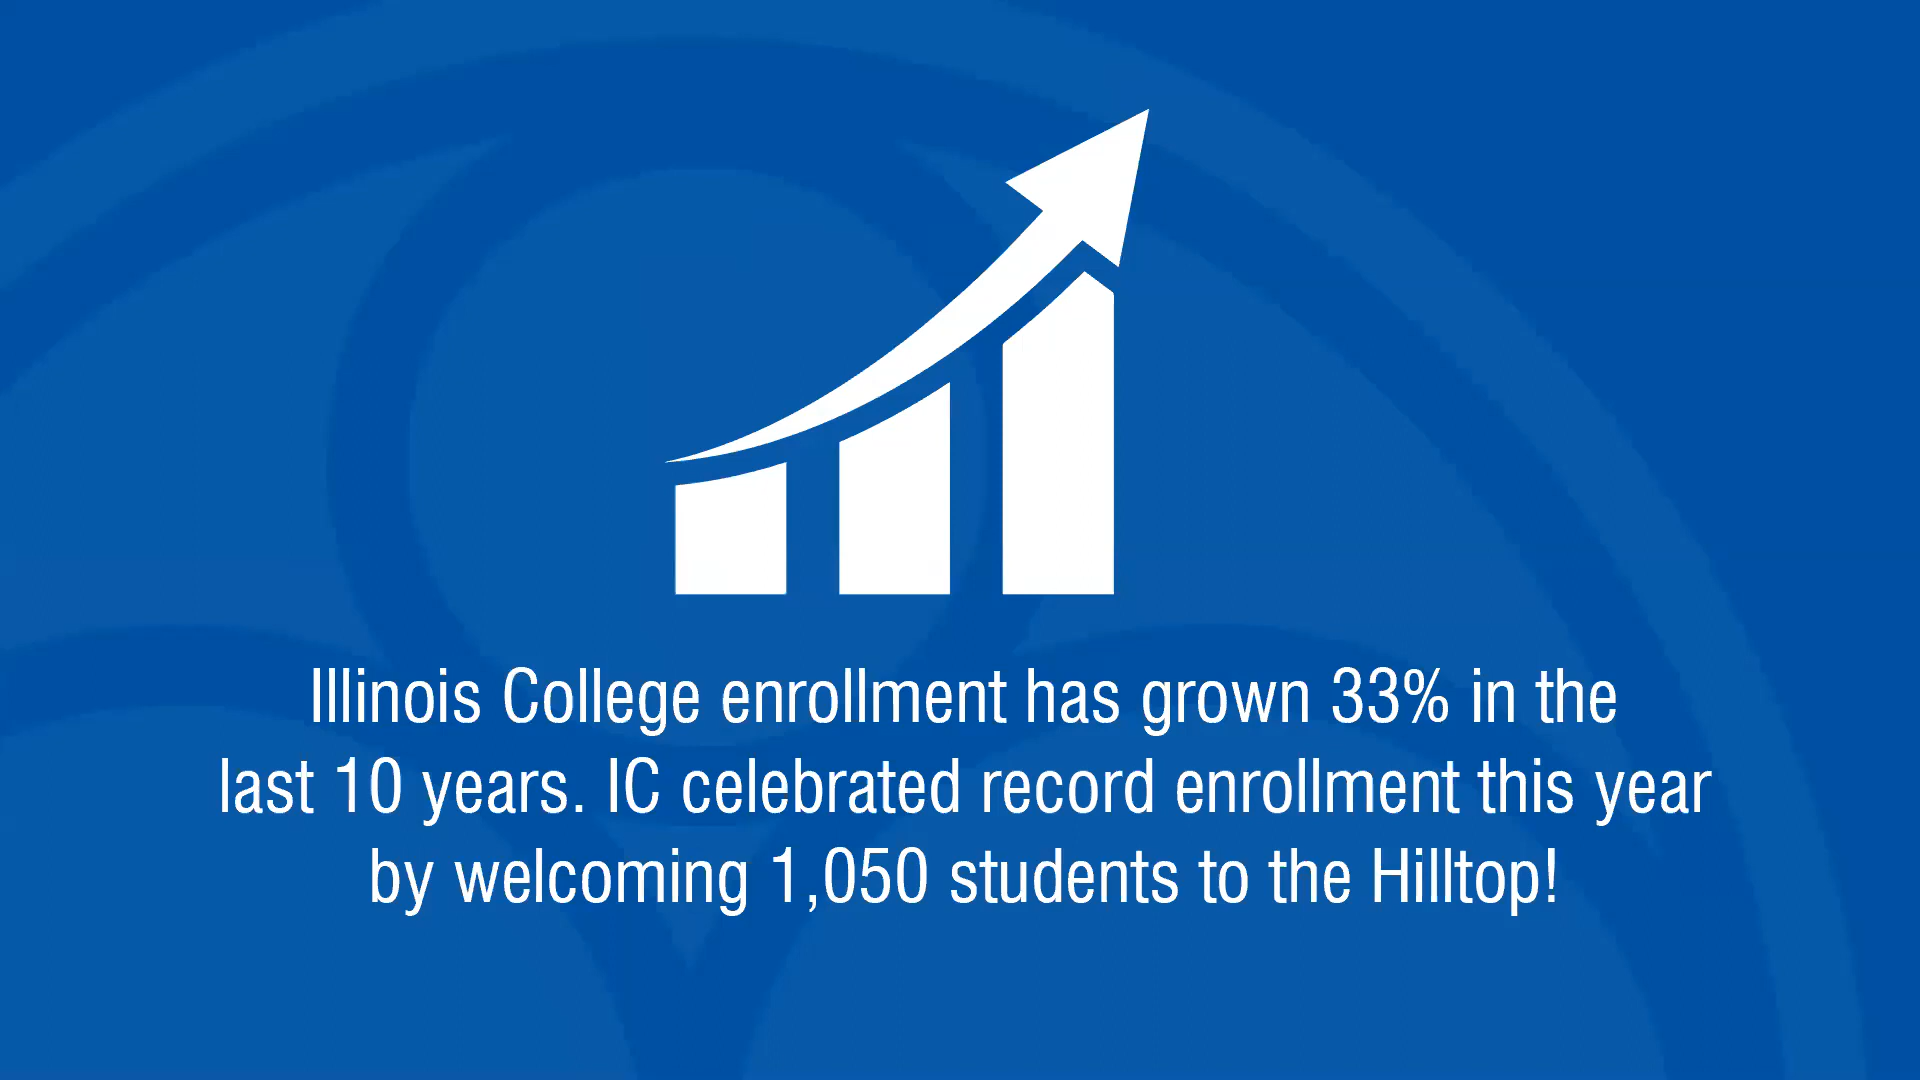 Illinois College enrollment has grown 33% in the
last 10 years. IC celebrated record enrollment this year
by welcoming 1,050 students to the Hilltop!